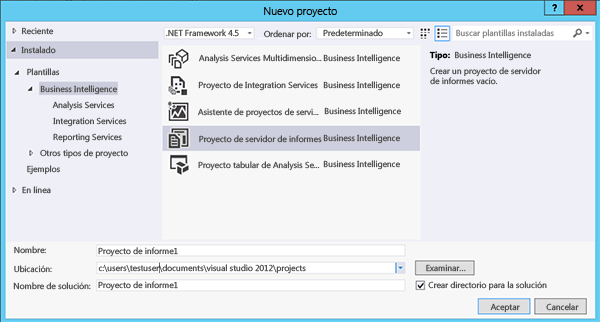 Nuevo proyecto
?
Reciente
Instalado
Plantillas
Business Intelligence
Analysis Services
Integration Services
Reporting Services
Otros tipos de proyecto
Ejemplos
En línea
.NET Framework 4.5 Ordenar por: Predeterminado Buscar plantillas instaladas
Analysis Services Multidimensio... Business Intelligence
Proyecto de Integration Services Business Intelligence
Asistente de proyectos de servi... Business Intelligence
Proyecto de servidor de informes Business Intelligence
Proyecto tabular de Analysis Se... Business Intelligence
Tipo: Business Intelligence
Crear un proyecto de servidor
de informes vacío.
Nombre: Proyecto de informe1
Ubicación: c:\users\testuser\documents\visual studio 2012\projects Examinar...
Nombre de solución: Proyecto de informe1 Crear directorio para la solución
Aceptar Cancelar